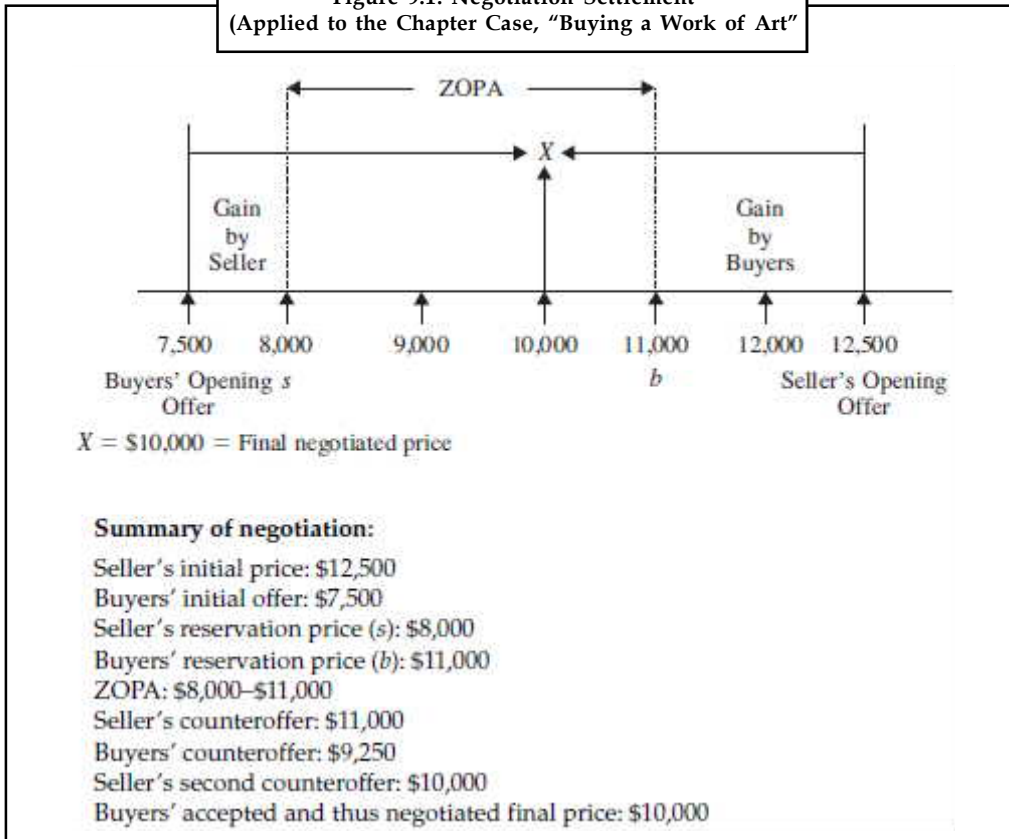 Figure 9.1: Negotiation Settlement
(Applied to the Chapter Case, “Buying a Work of Art”
ZOPA
X
Gain
by
Seller
Gain
by
Buyers
7,500 8,000 9,000 10,000 11,000 12,000 12,500
Buyers’ Opening s b Seller’s Opening
Offer Offer
X = $10,000 = Final negotiated price
Summary of negotiation:
Seller’s initial price: $12,500
Buyers’ initial offer: $7,500
Seller’s reservation price (s): $8,000
Buyers’ reservation price (b): $11,000
ZOPA: $8,000–$11,000
Seller’s counteroffer: $11,000
Buyers’ counteroffer: $9,250
Seller’s second counteroffer: $10,000
Buyers’ accepted and thus negotiated final price: $10,000